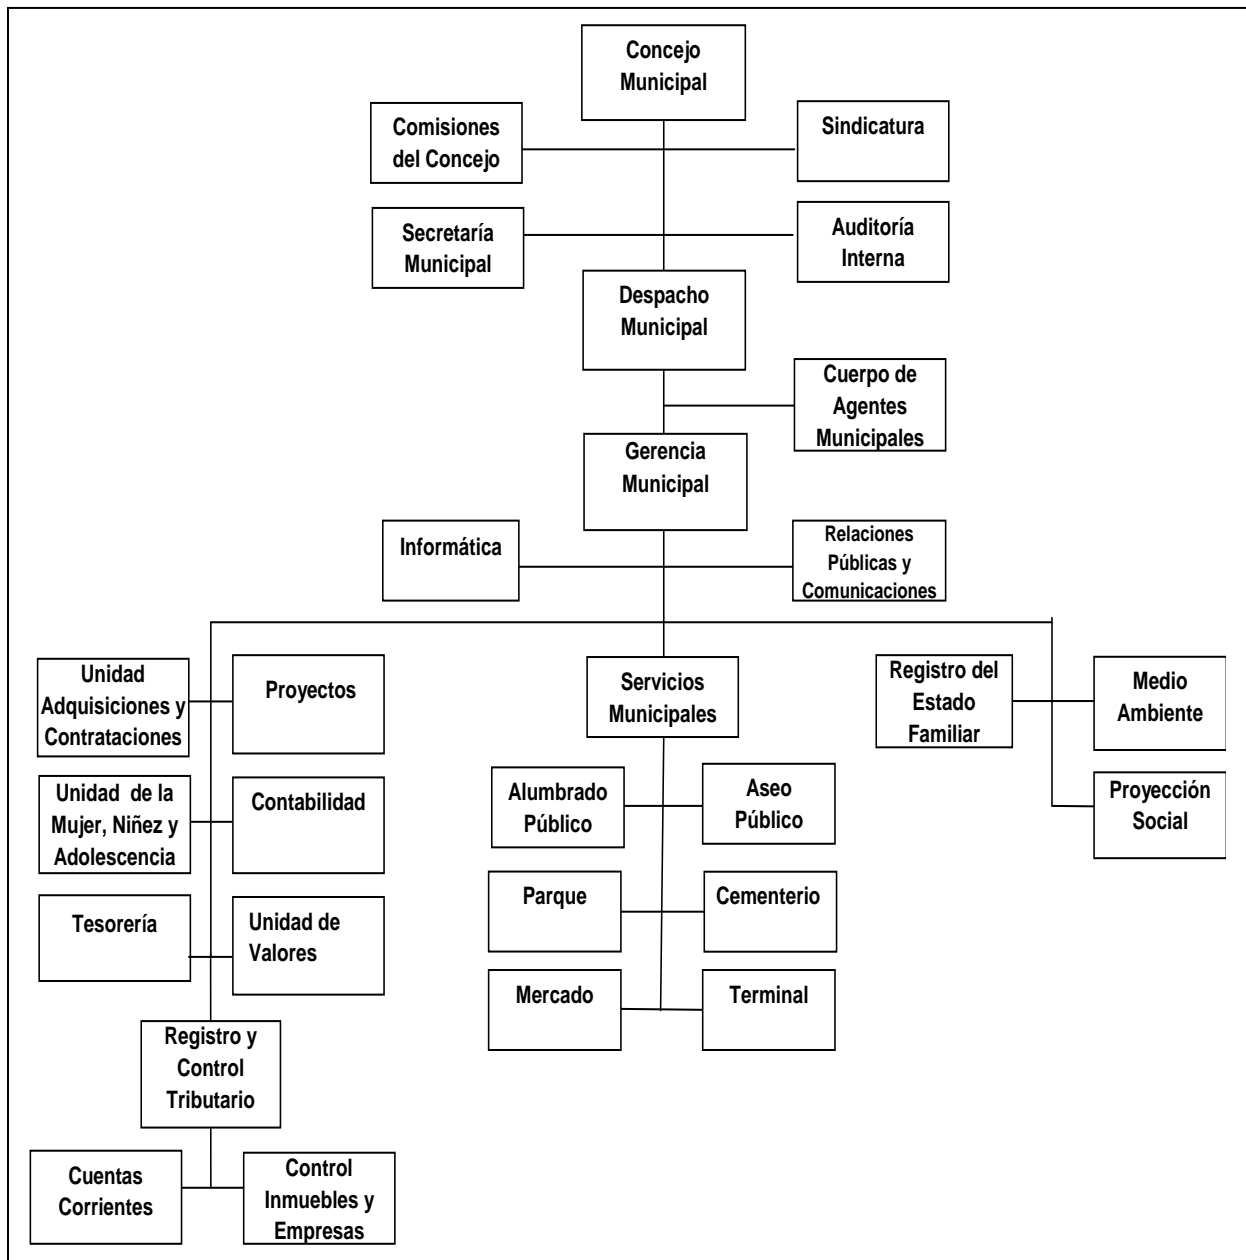 Concejo
Municipal
Comisiones
del Concejo
Sindicatura
Secretaría
Municipal
Auditoría
Interna
Despacho
Municipal
Cuerpo de
Agentes
Municipales
Gerencia
Municipal
Informática
Relaciones
Públicas y
Comunicaciones
Unidad
Adquisiciones y
Contrataciones
Proyectos
Servicios
Municipales
Registro del
Estado
Familiar
Medio
Ambiente
Unidad de la
Mujer, Niñez y
Adolescencia
Contabilidad
Alumbrado
Público
Aseo
Público
Proyección
Social
Tesorería
Unidad de
Valores
Parque
Cementerio
Mercado
Terminal
Registro y
Control
Tributario
Cuentas
Corrientes
Control
Inmuebles y
Empresas